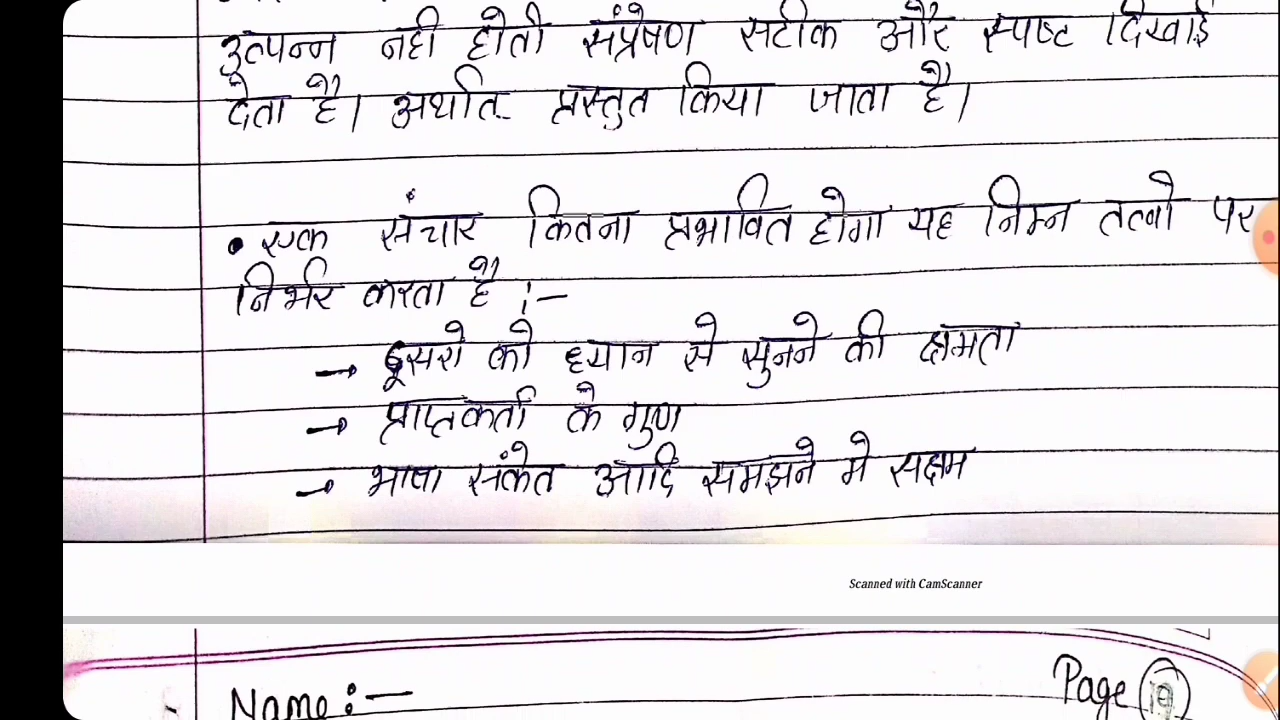 उत्पन्न नही होती संप्रेषण सटीक और स्पष्ट दिखाई
देता है। अर्थात प्रस्तुत किया जाता है।
• एक संचार कितना प्रभावित होगा यह निम्न तत्वो पर
निर्भर करता है :-
→ दूसरो को ध्यान से सुनने की क्षमता
→ प्राप्तकर्ता के गुण
→ भाषा संकेत आदि समझने मे सक्षम
Scanned with CamScanner
Name :- Page